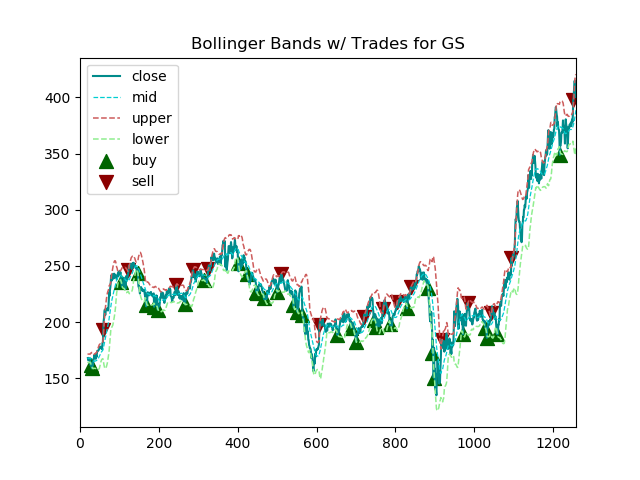 Bollinger Bands w/ Trades for GS
close
mid
upper
lower
buy
sell
400
350
300
250
200
150
0 200 400 600 800 1000 1200